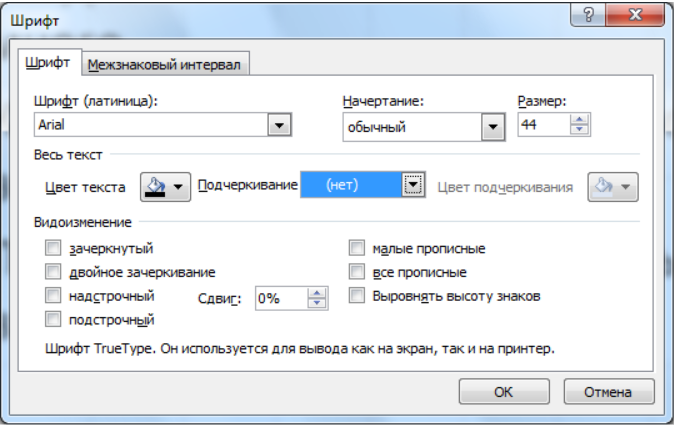 Шрифт
Шрифт Межзнаковый интервал
Шрифт (латиница): Начертание: Размер:
Arial обычный 44
Весь текст
Цвет текста Подчеркивание (нет) Цвет подчеркивания
Видоизменение
зачеркнутый малые прописные
двойное зачеркивание все прописные
надстрочный Сдвиг: 0% Выровнять высоту знаков
подстрочный
Шрифт TrueType. Он используется для вывода как на экран, так и на принтер.
ОК Отмена